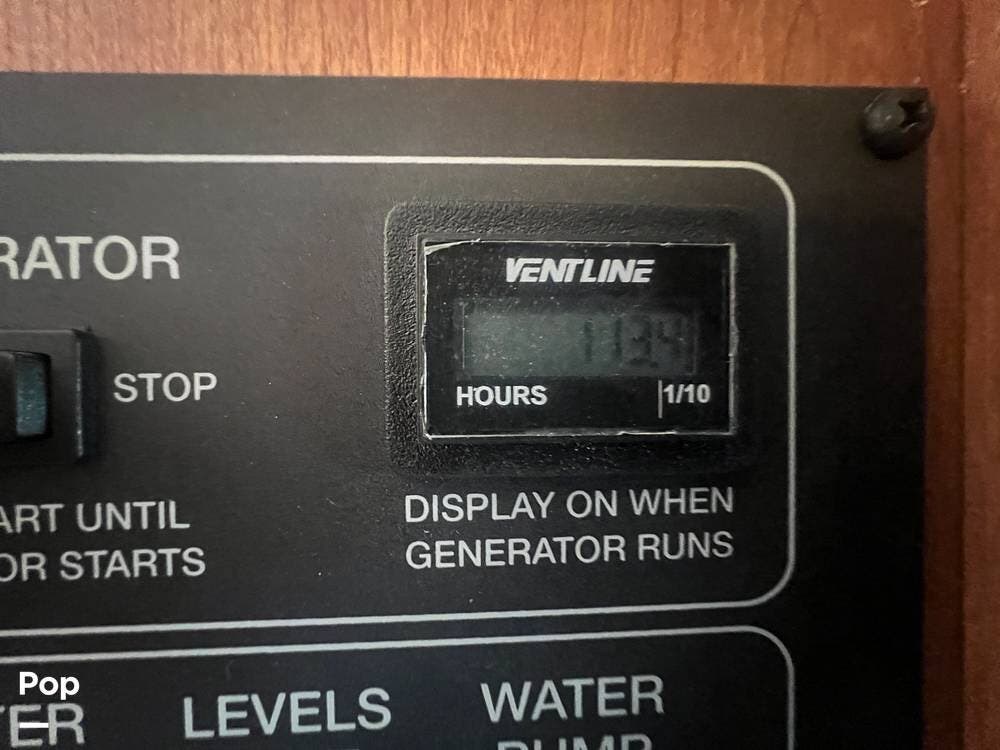 RATOR
STOP
ART UNTIL
OR STARTS
VENTLINE
113.4
HOURS 1/10
DISPLAY ON WHEN
GENERATOR RUNS
TER
LEVELS
WATER
PUMP
Pop